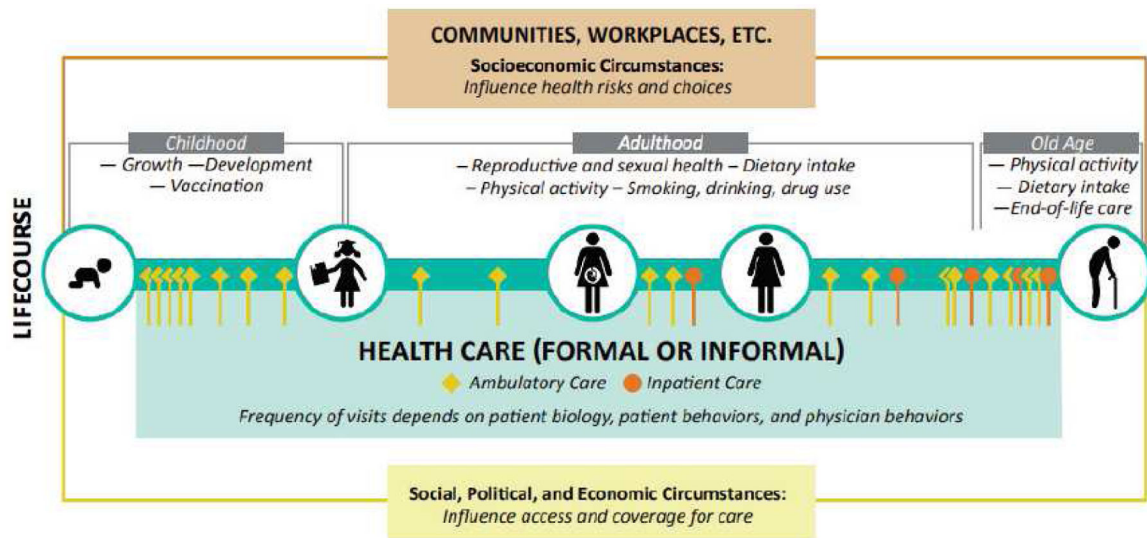 COMMUNITIES, WORKPLACES, ETC.
Socioeconomic Circumstances:
Influence health risks and choices
Childhood
— Growth —Development
— Vaccination
Adulthood
– Reproductive and sexual health – Dietary intake
– Physical activity – Smoking, drinking, drug use
Old Age
— Physical activity
— Dietary intake
—End-of-life care
LIFECOURSE
HEALTH CARE (FORMAL OR INFORMAL)
Ambulatory Care Inpatient Care
Frequency of visits depends on patient biology, patient behaviors, and physician behaviors
Social, Political, and Economic Circumstances:
Influence access and coverage for care